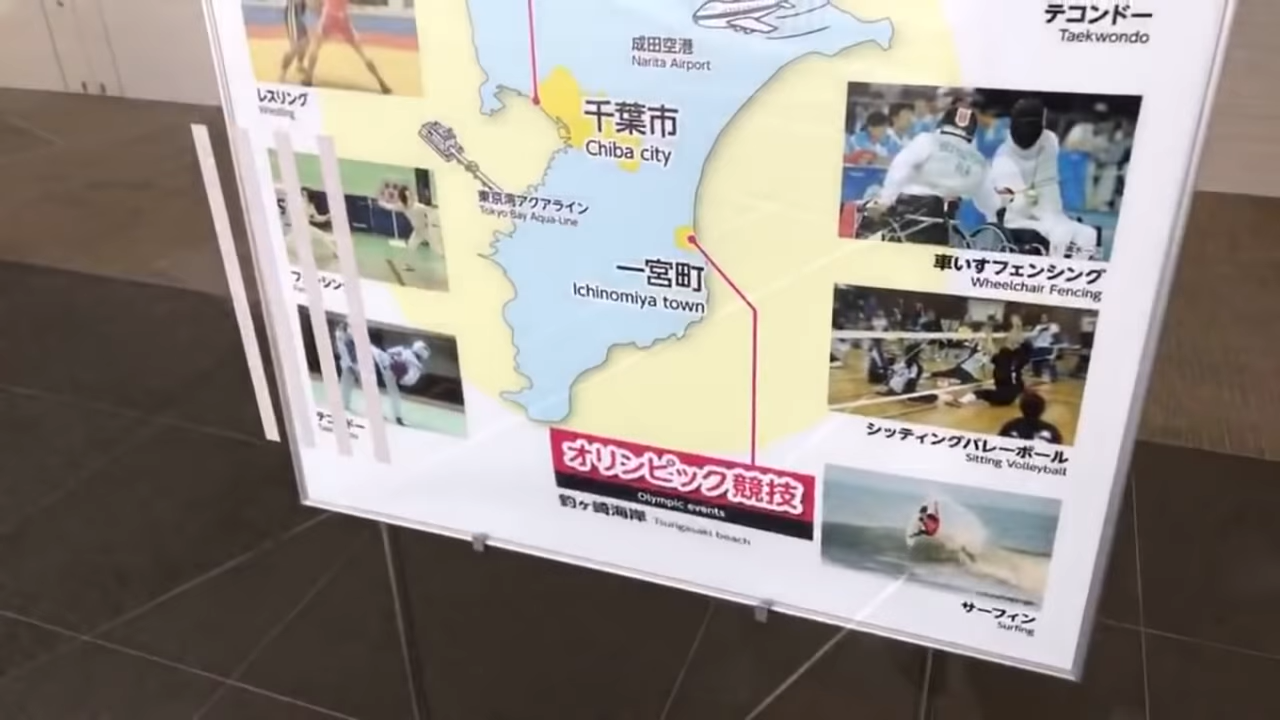 テコンドー
Taekwondo
成田空港
Narita Airport
レスリング
Wrestling
千葉市
Chiba city
東京湾アクアライン
Tokyo Bay Aqua-Line
一宮町
Ichinomiya town
車いすフェンシング
Wheelchair Fencing
シッティングバレーボール
Sitting Volleyball
オリンピック競技
Olympic events
釣ヶ崎海岸 Tsurigasaki beach
サーフィン
Surfing